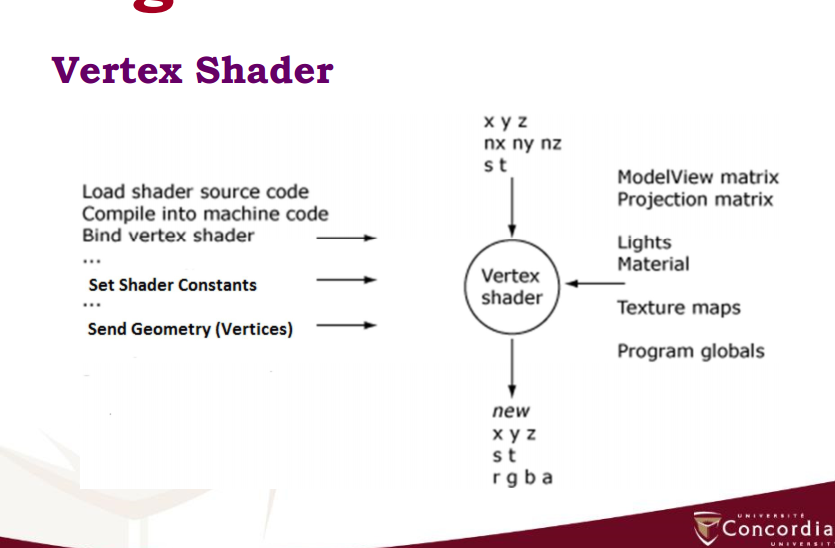 Vertex Shader
Load shader source code
Compile into machine code
Bind vertex shader
...
Set Shader Constants
...
Send Geometry (Vertices)
x y z
nx ny nz
s t
Vertex
shader
new
x y z
s t
r g b a
ModelView matrix
Projection matrix
Lights
Material
Texture maps
Program globals
UNIVERSITÉ
Concordia